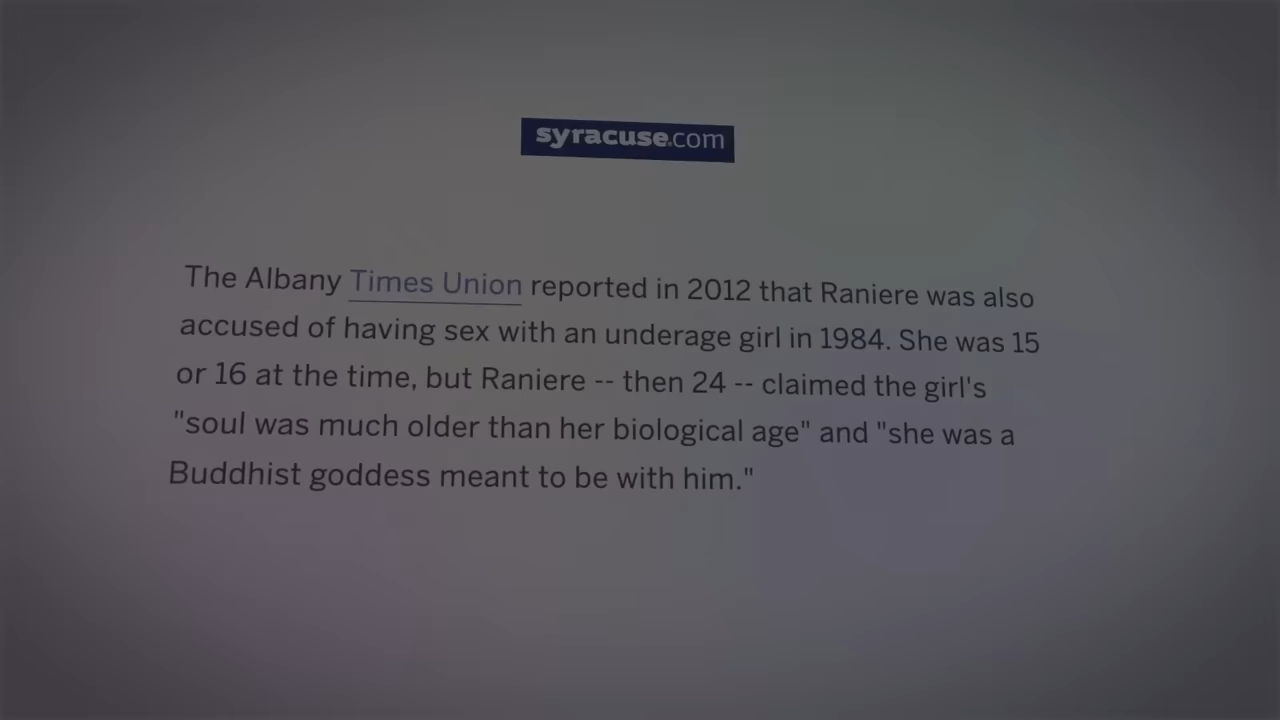 syracuse.com
The Albany Times Union reported in 2012 that Raniere was also
accused of having sex with an underage girl in 1984. She was 15
or 16 at the time, but Raniere -- then 24 -- claimed the girl's
"soul was much older than her biological age" and "she was a
Buddhist goddess meant to be with him."